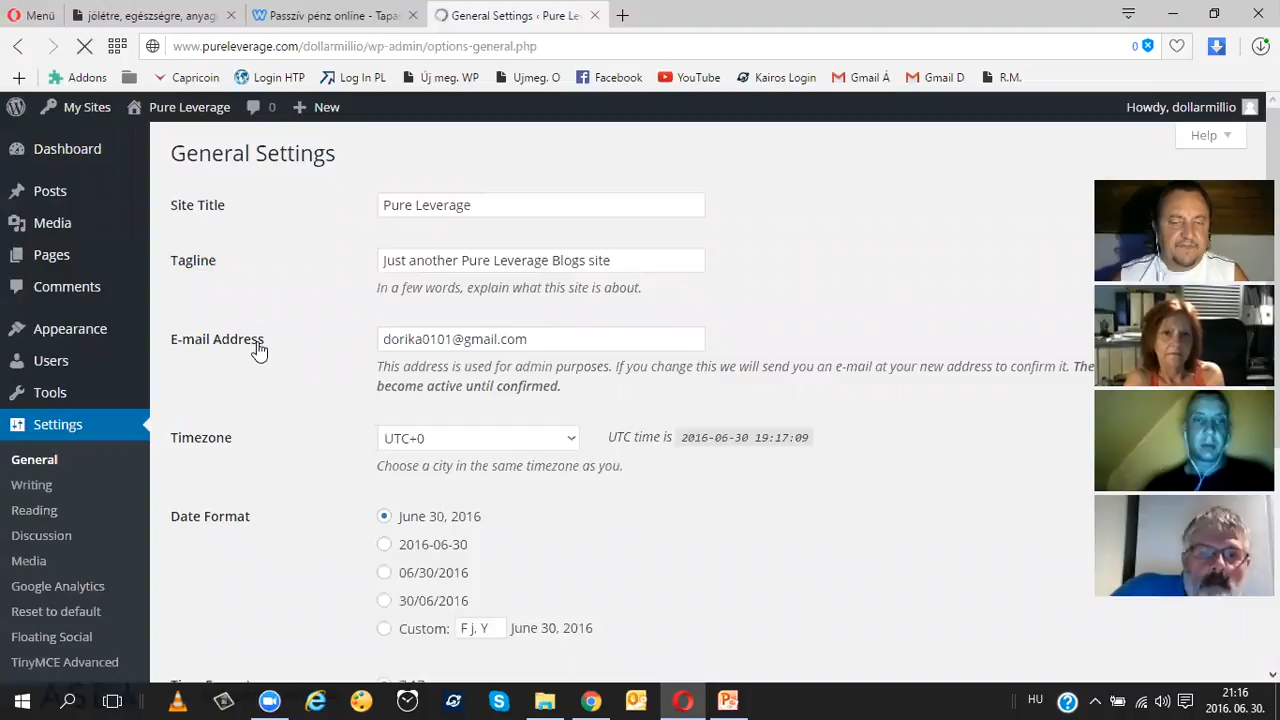 Menü
jólétre, egészségre, anyag
Passzív pénz online - Tapas
General Settings ‹ Pure Le
www.pureleverage.com/dollarmillio/wp-admin/options-general.php
0
Addons
Capricoin
Login HTP
Log In PL
Új meg. WP
Ujmeg. O
Facebook
YouTube
Kairos Login
Gmail Á
Gmail D
R.M.
My Sites
Pure Leverage
0
New
Howdy, dollarmillio
Dashboard
Posts
Media
Pages
Comments
Appearance
Users
Tools
Settings
General
Writing
Reading
Discussion
Media
Google Analytics
Reset to default
Floating Social
TinyMCE Advanced
Help
General Settings
Site Title
Pure Leverage
Tagline
Just another Pure Leverage Blogs site
In a few words, explain what this site is about.
E-mail Address
dorika0101@gmail.com
This address is used for admin purposes. If you change this we will send you an e-mail at your new address to confirm it. The
become active until confirmed.
Timezone
UTC+0
UTC time is 2016-06-30 19:17:09
Choose a city in the same timezone as you.
Date Format
June 30, 2016
2016-06-30
06/30/2016
30/06/2016
Custom: F j, Y June 30, 2016
HU
21:16
2016. 06. 30.